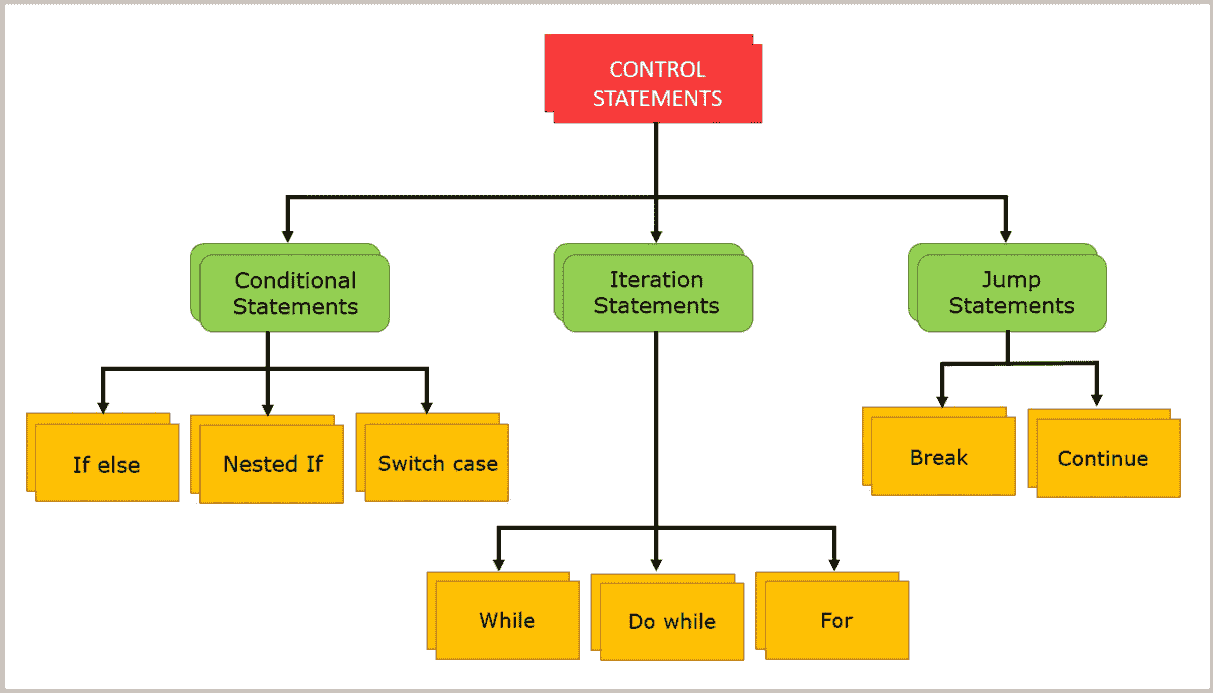 CONTROL
STATEMENTS
Conditional
Statements
Iteration
Statements
Jump
Statements
If else
Nested If
Switch case
Break
Continue
While
Do while
For